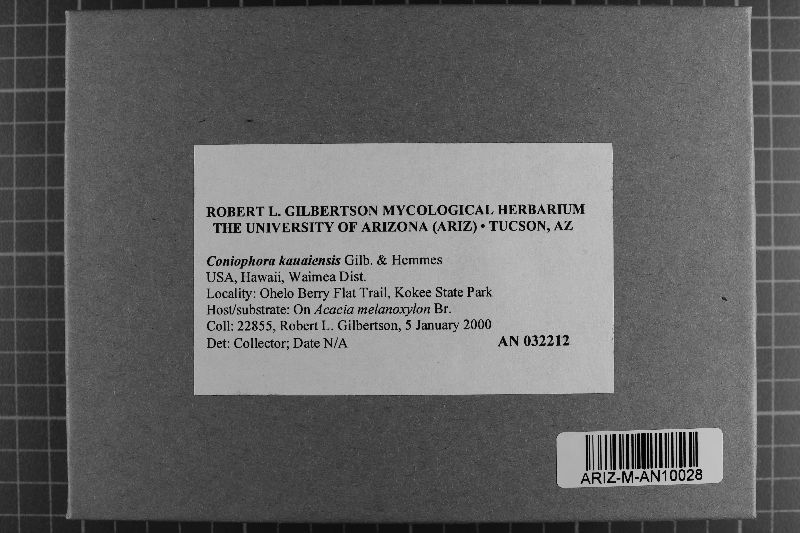 ROBERT L. GILBERTSON MYCOLOGICAL HERBARIUM
THE UNIVERSITY OF ARIZONA (ARIZ) • TUCSON, AZ
Coniophora kauaiensis Gilb. & Hemmes
USA, Hawaii, Waimea Dist.
Locality: Ohelo Berry Flat Trail, Kokee State Park
Host/substrate: On Acacia melanoxylon Br.
Coll: 22855, Robert L. Gilbertson, 5 January 2000
Det: Collector; Date N/A AN 032212
ARIZ-M-AN10028